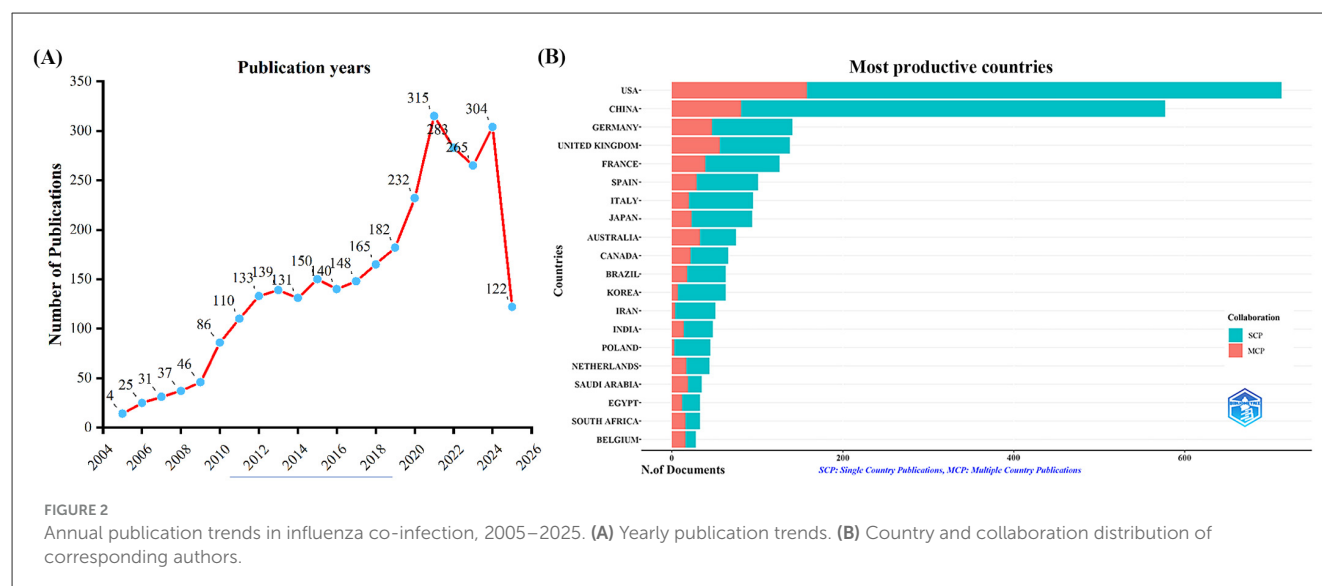 (A)
Publication years
Number of Publications
350
300
250
200
150
100
50
0
4
25
31
37
46
86
110
133
139
131
150
140
148
165
182
232
315
283
265
304
122
2004
2006
2008
2010
2012
2014
2016
2018
2020
2022
2024
2026
(B)
Most productive countries
Countries
USA
CHINA
GERMANY
UNITED KINGDOM
FRANCE
SPAIN
ITALY
JAPAN
AUSTRALIA
CANADA
BRAZIL
KOREA
IRAN
INDIA
POLAND
NETHERLANDS
SAUDI ARABIA
EGYPT
SOUTH AFRICA
BELGIUM
Collaboration
SCP
MCP
0
200
400
600
N.of Documents
SCP: Single Country Publications, MCP: Multiple Country Publications
FIGURE 2
Annual publication trends in influenza co-infection, 2005–2025. (A) Yearly publication trends. (B) Country and collaboration distribution of
corresponding authors.